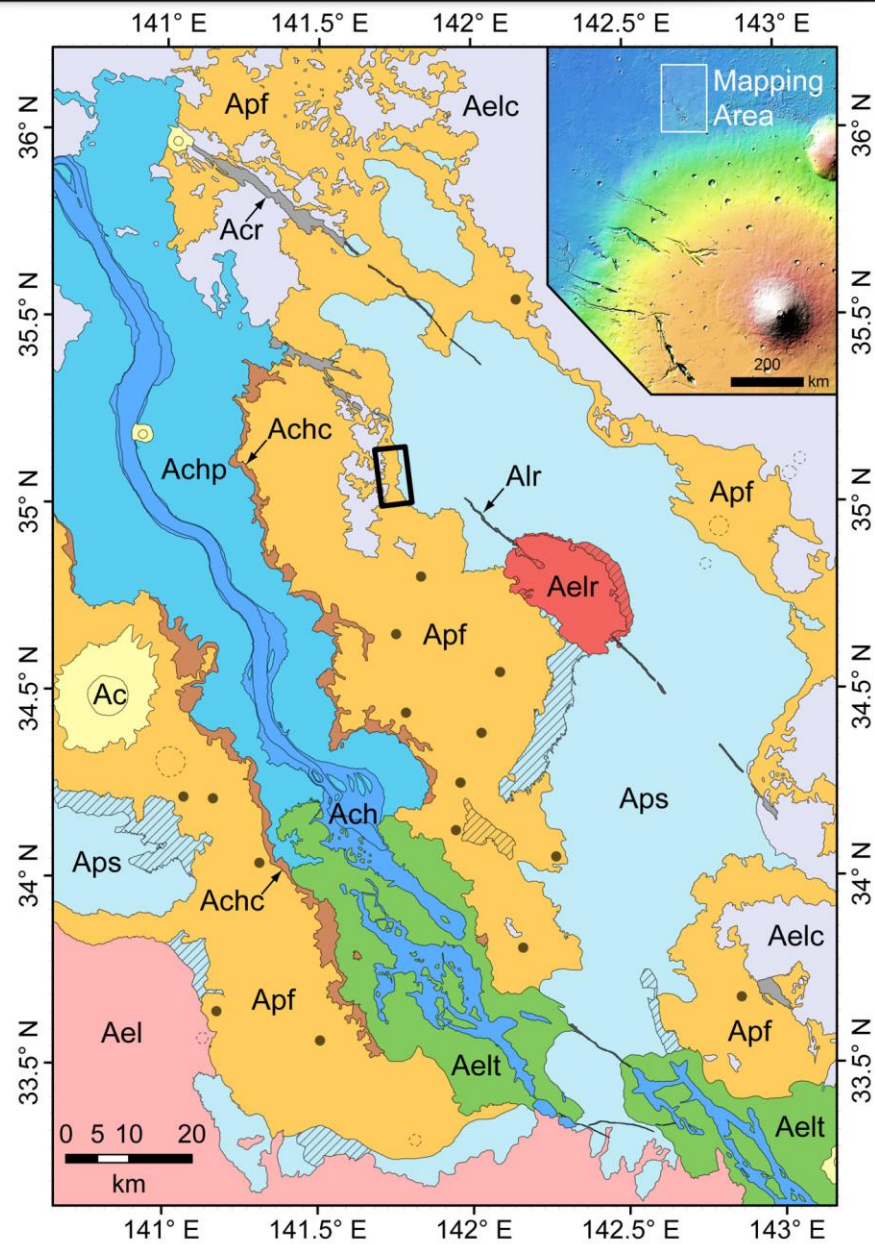 141° E
141.5° E
142° E
142.5° E
143° E
36° N
35.5° N
35° N
34.5° N
34° N
33.5° N
36° N
35.5° N
35° N
34.5° N
34° N
33.5° N
Mapping
Area
200
km
Apf
Aelc
Acr
Achc
Achp
Alr
Apf
Aelr
Apf
Ac
Aps
Ach
Aps
Achc
Aelc
Apf
Apf
Ael
Aelt
Aelt
0 5 10 20
km
141° E
141.5° E
142° E
142.5° E
143° E